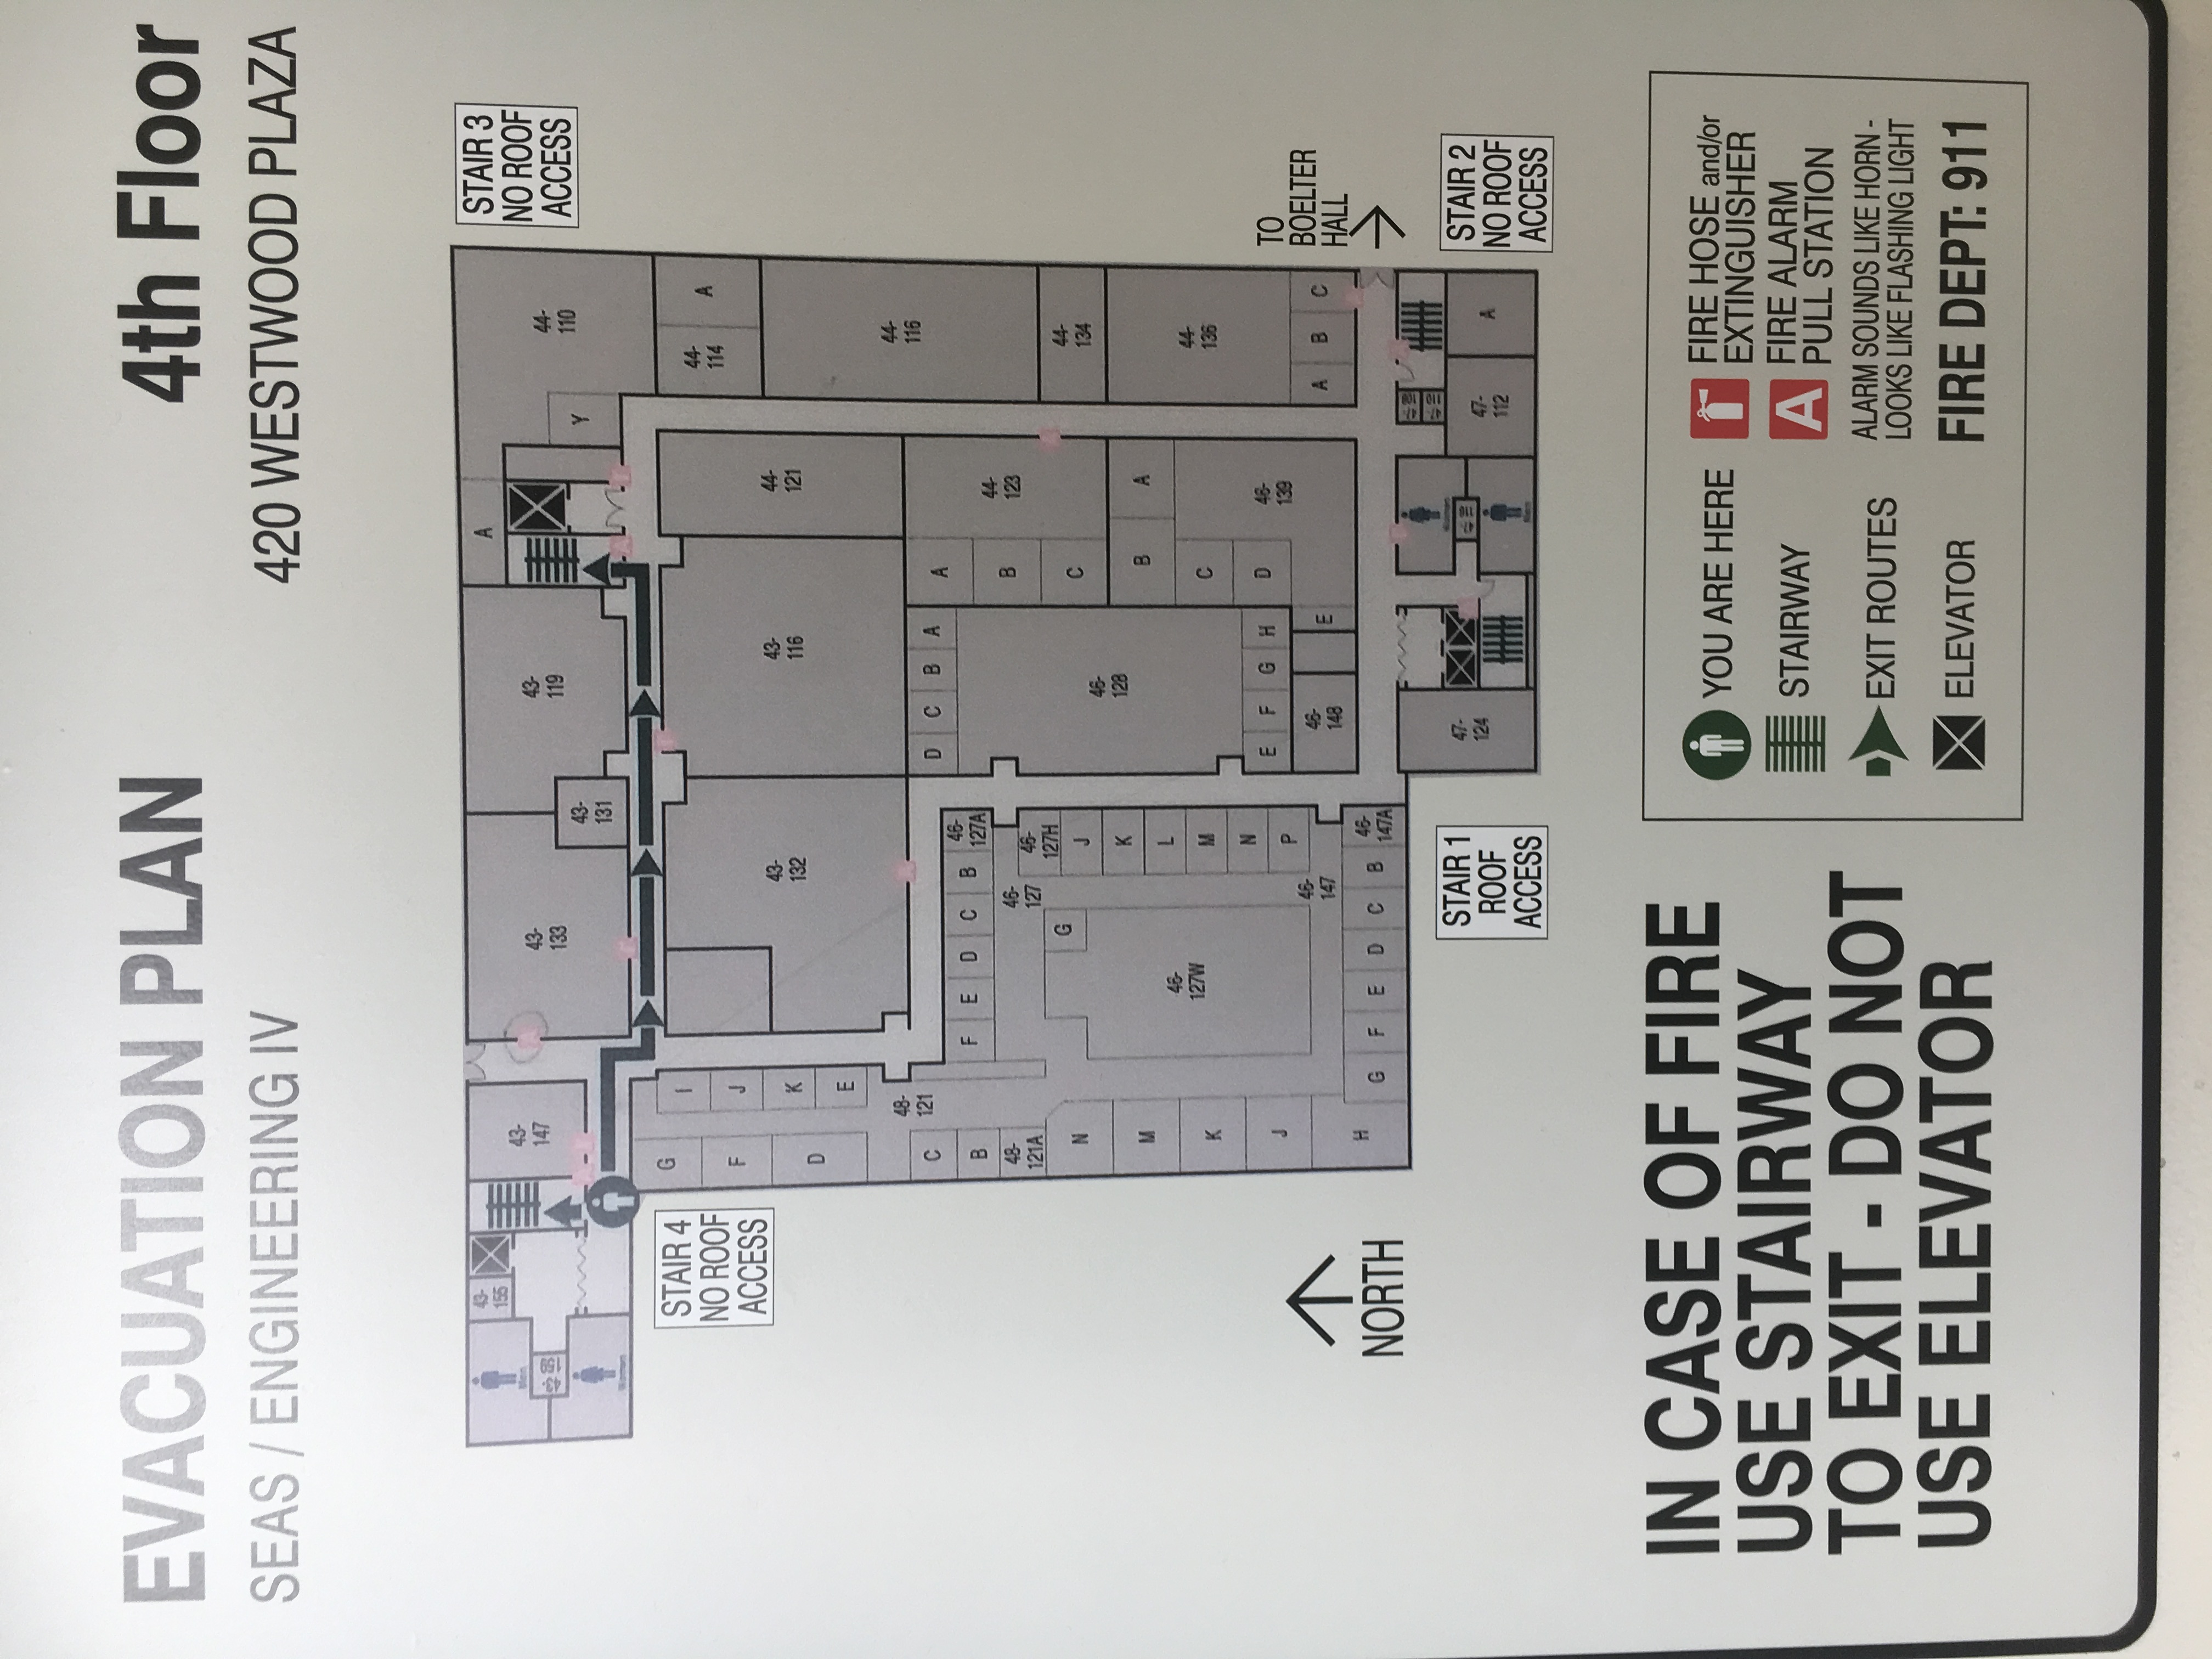 EVACUATION PLAN
4th Floor
SEAS / ENGINEERING IV
420 WESTWOOD PLAZA
STAIR 3
NO ROOF
ACCESS
Men
43-
155
43-
147
43-
133
43-
131
43-
119
A
Y
44-
110
Women
STAIR 4
NO ROOF
ACCESS
G
F
D
I
J
K
E
48-
121
C
B
48-
121A
43-
132
43-
116
44-
121
44-
114
A
44-
116
F E D C B 46-
127A
46-
127
46-
127H
G
J
K
L
M
N
P
46-
127W
N
M
K
J
H
46-
147
G F E D C B 46-
147A
D C B A
46-
128
E F G H
46-
148
E
A
B
C
44-
123
B A
C
D
46-
139
44-
134
44-
136
A B C
TO
BOELTER
HALL
NORTH
STAIR 1
ROOF
ACCESS
47-
124
Women
47-
116
Men
47-
108
47-
110
47-
112
A
STAIR 2
NO ROOF
ACCESS
IN CASE OF FIRE
USE STAIRWAY
TO EXIT - DO NOT
USE ELEVATOR
YOU ARE HERE
STAIRWAY
EXIT ROUTES
ELEVATOR
FIRE HOSE and/or
EXTINGUISHER
A
FIRE ALARM
PULL STATION
ALARM SOUNDS LIKE HORN -
LOOKS LIKE FLASHING LIGHT
FIRE DEPT: 911